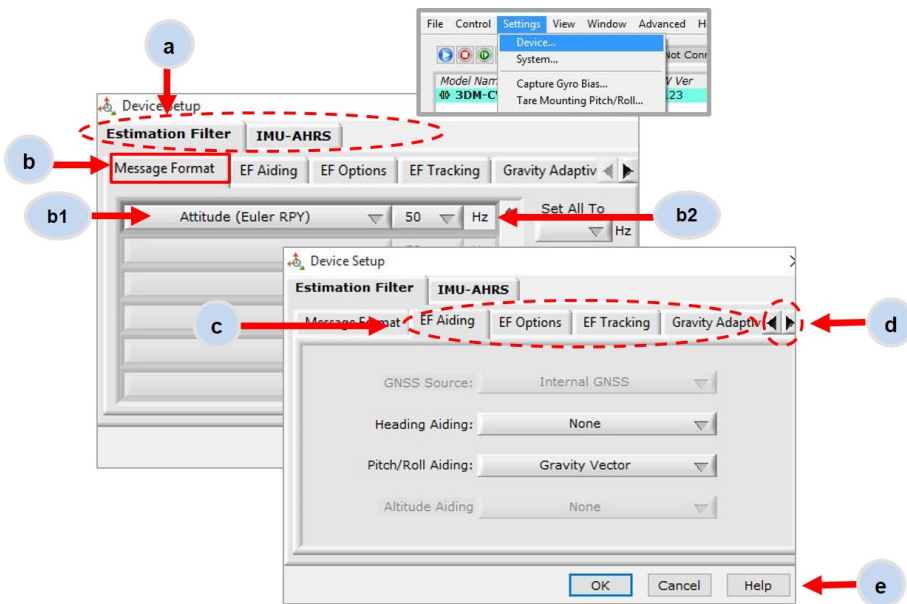 File Control Settings View Window Advanced H
Device...
System...
Not Conn
Model Nam
Ver
3DM-C
123
Capture Gyro Bias...
Tare Mounting Pitch/Roll...
a
Device Setup
Estimation Filter IMU-AHRS
b
Message Format EF Aiding EF Options EF Tracking Gravity Adaptiv
b1
Attitude (Euler RPY) 50 Hz
b2
Set All To
Hz
Device Setup
Estimation Filter IMU-AHRS
c
Message Format EF Aiding EF Options EF Tracking Gravity Adaptiv
d
GNSS Source: Internal GNSS
Heading Aiding: None
Pitch/Roll Aiding: Gravity Vector
Altitude Aiding None
OK Cancel Help
e